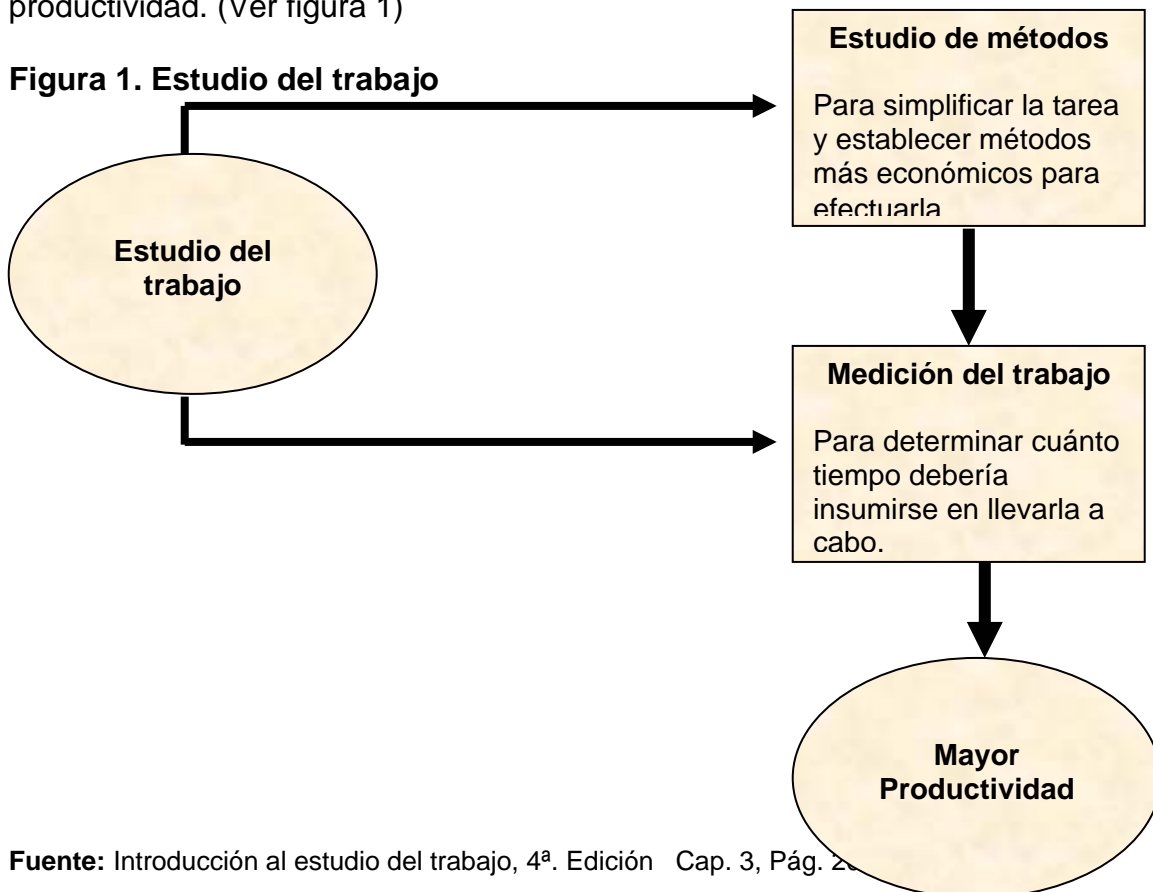 productividad. (Ver figura 1)
Figura 1. Estudio del trabajo
Estudio de métodos
Para simplificar la tarea
y establecer métodos
más económicos para
efectuarla
Estudio del
trabajo
Medición del trabajo
Para determinar cuánto
tiempo debería
insumirse en llevarla a
cabo.
Mayor
Productividad
Fuente: Introducción al estudio del trabajo, 4ª. Edición Cap. 3, Pág.